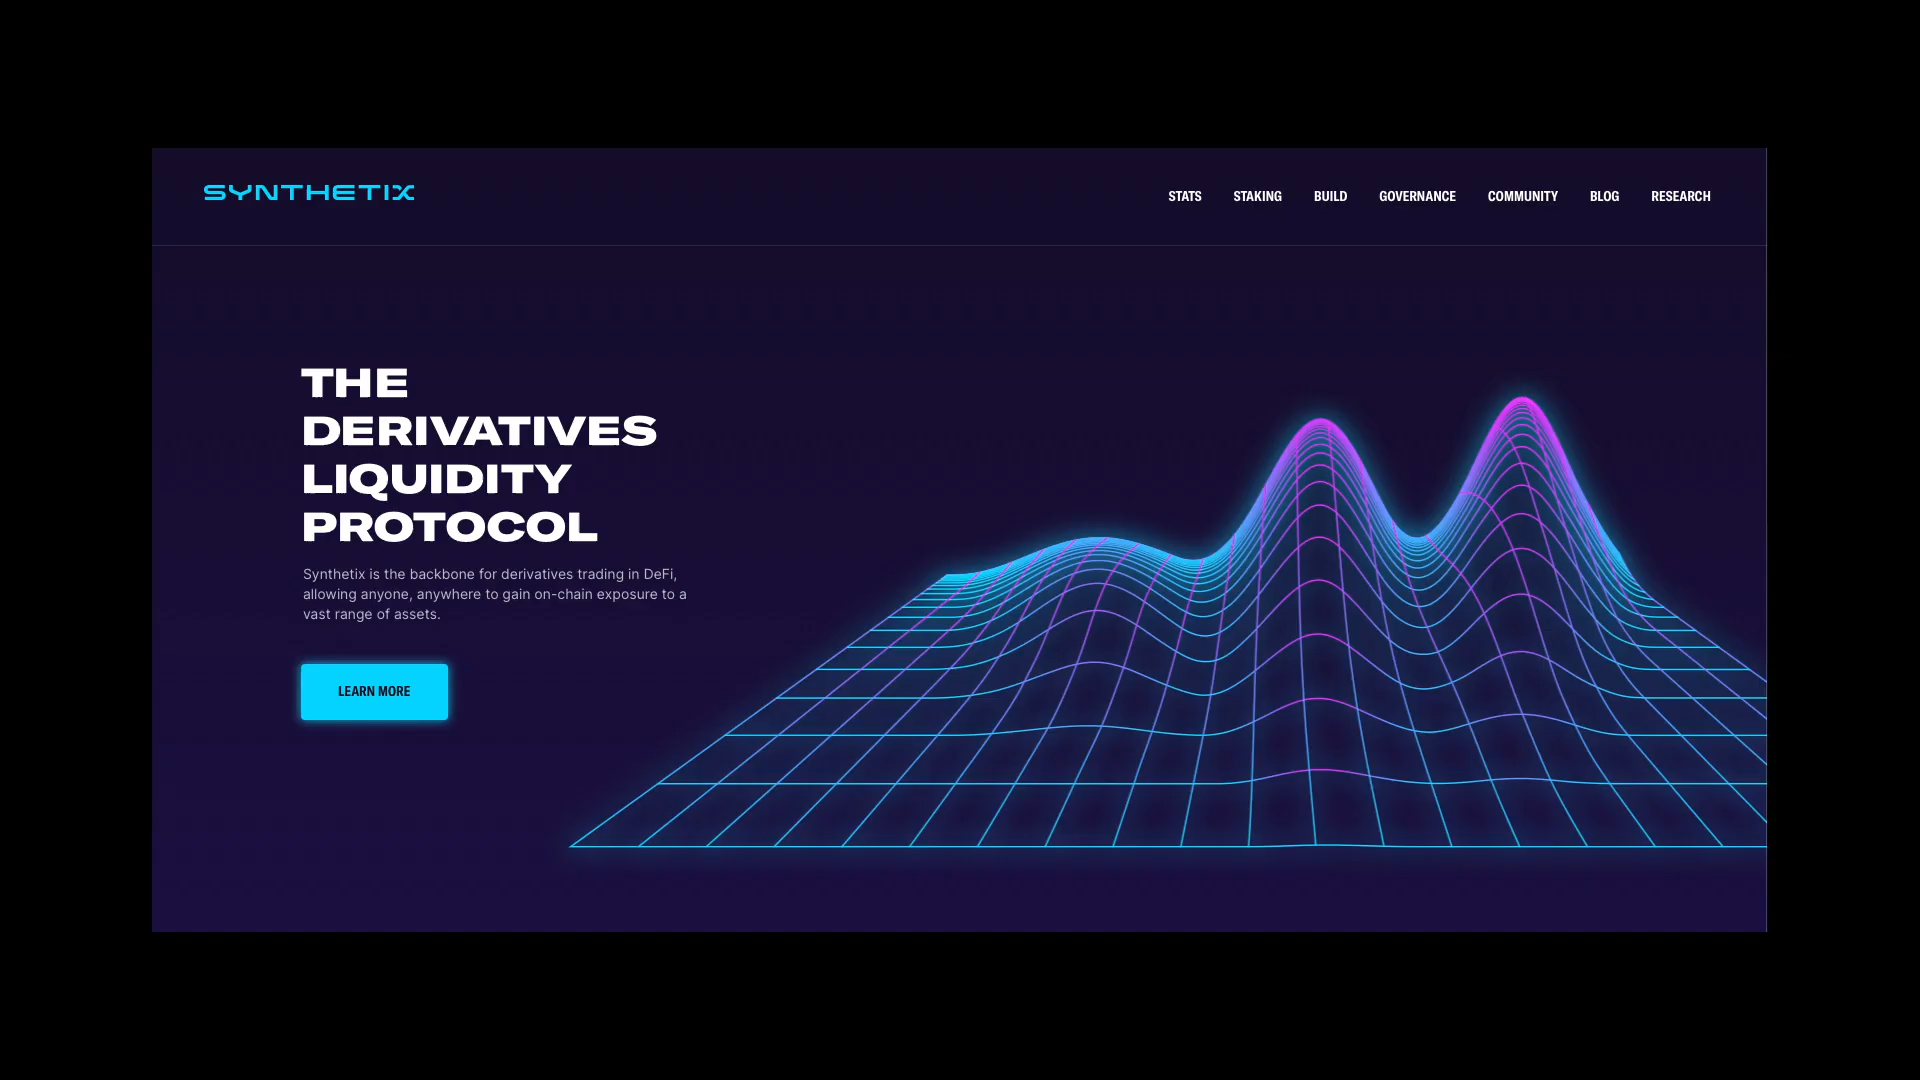 SYNTHETIX
STATS STAKING BUILD GOVERNANCE COMMUNITY BLOG RESEARCH
THE
DERIVATIVES
LIQUIDITY
PROTOCOL
Synthetix is the backbone for derivatives trading in DeFi,
allowing anyone, anywhere to gain on-chain exposure to a
vast range of assets.
LEARN MORE